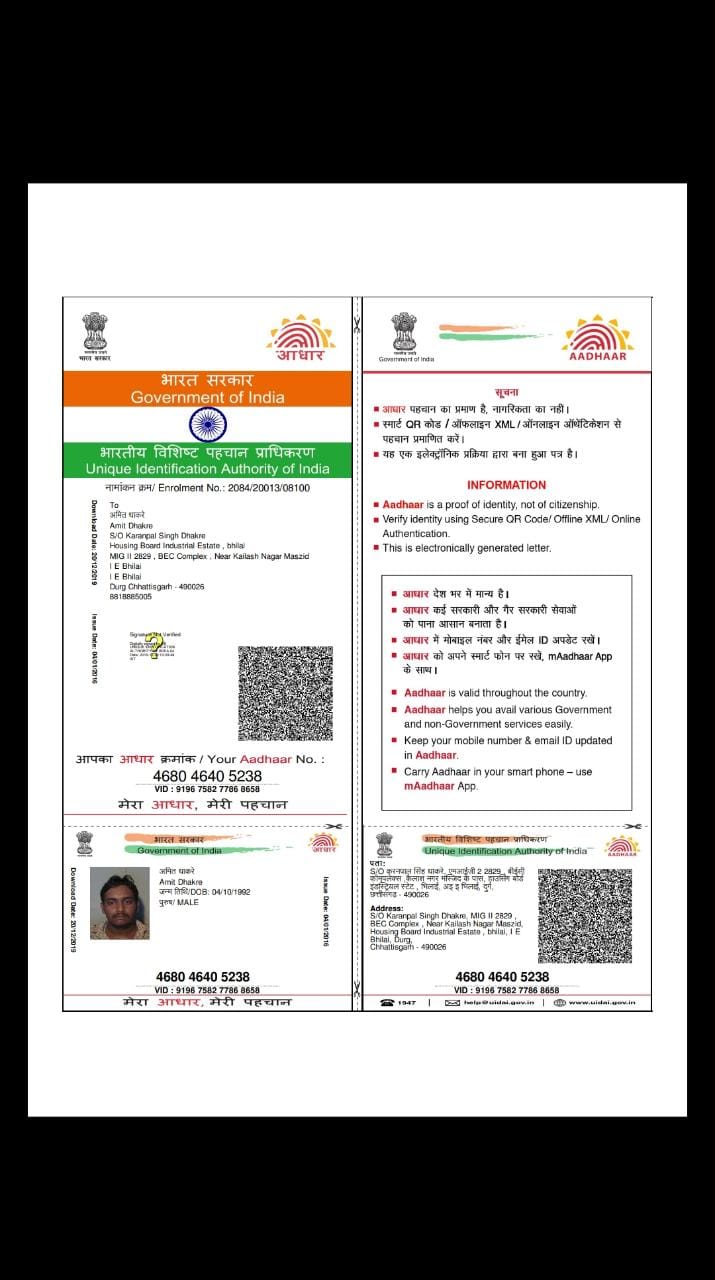 भारत सरकार
आधार
भारत सरकार
Government of India
भारतीय विशिष्ट पहचान प्राधिकरण
Unique Identification Authority of India
नामांकन क्रम/ Enrolment No.: 2084/20013/08100
Download Date: 20/12/2019
To
अमित धाकरे
Amit Dhakre
S/O Karanpal Singh Dhakre
Housing Board Industrial Estate , bhilai
MIG II 2829 , BEC Complex , Near Kailash Nagar Maszid
I E Bhilai
I E Bhilai
Durg Chhattisgarh - 490026
8818885005
Issue Date: 04/01/2016
Signature Not Verified
आपका आधार क्रमांक / Your Aadhaar No. :
4680 4640 5238
VID : 9196 7582 7786 8658
मेरा आधार, मेरी पहचान
Government of India
AADHAAR
सूचना
आधार पहचान का प्रमाण है, नागरिकता का नहीं।
स्मार्ट QR कोड / ऑफलाइन XML / ऑनलाइन ऑथेंटिकेशन से
पहचान प्रमाणित करें।
यह एक इलेक्ट्रॉनिक प्रक्रिया द्वारा बना हुआ पत्र है।
INFORMATION
Aadhaar is a proof of identity, not of citizenship.
Verify identity using Secure QR Code/ Offline XML/ Online
Authentication.
This is electronically generated letter.
आधार देश भर में मान्य है।
आधार कई सरकारी और गैर सरकारी सेवाओं
को पाना आसान बनाता है।
आधार में मोबाइल नंबर और ईमेल ID अपडेट रखें।
आधार को अपने स्मार्ट फोन पर रखें, mAadhaar App
के साथ।
Aadhaar is valid throughout the country.
Aadhaar helps you avail various Government
and non-Government services easily.
Keep your mobile number & email ID updated
in Aadhaar.
Carry Aadhaar in your smart phone – use
mAadhaar App.
भारत सरकार
Government of India
आधार
Download Date: 20/12/2019
अमित धाकरे
Amit Dhakre
जन्म तिथि/DOB: 04/10/1992
पुरुष/ MALE
Issue Date: 04/01/2016
4680 4640 5238
VID : 9196 7582 7786 8658
मेरा आधार, मेरी पहचान
भारतीय विशिष्ट पहचान प्राधिकरण
Unique Identification Authority of India
AADHAAR
पता:
S/O करनपाल सिंह धाकरे, एमआईजी 2 2829 , बीईसी
कॉम्पलेक्स , कैलाश नगर मस्जिद के पास, हाउसिंग बोर्ड
इंडस्ट्रियल स्टेट , भिलाई, अइ इ भिलाई, दुर्ग,
छत्तीसगढ़ - 490026
Address:
S/O Karanpal Singh Dhakre, MIG II 2829 ,
BEC Complex , Near Kailash Nagar Maszid,
Housing Board Industrial Estate , bhilai, I E
Bhilai, Durg,
Chhattisgarh - 490026
4680 4640 5238
VID : 9196 7582 7786 8658
1947 | help@uidai.gov.in | www.uidai.gov.in